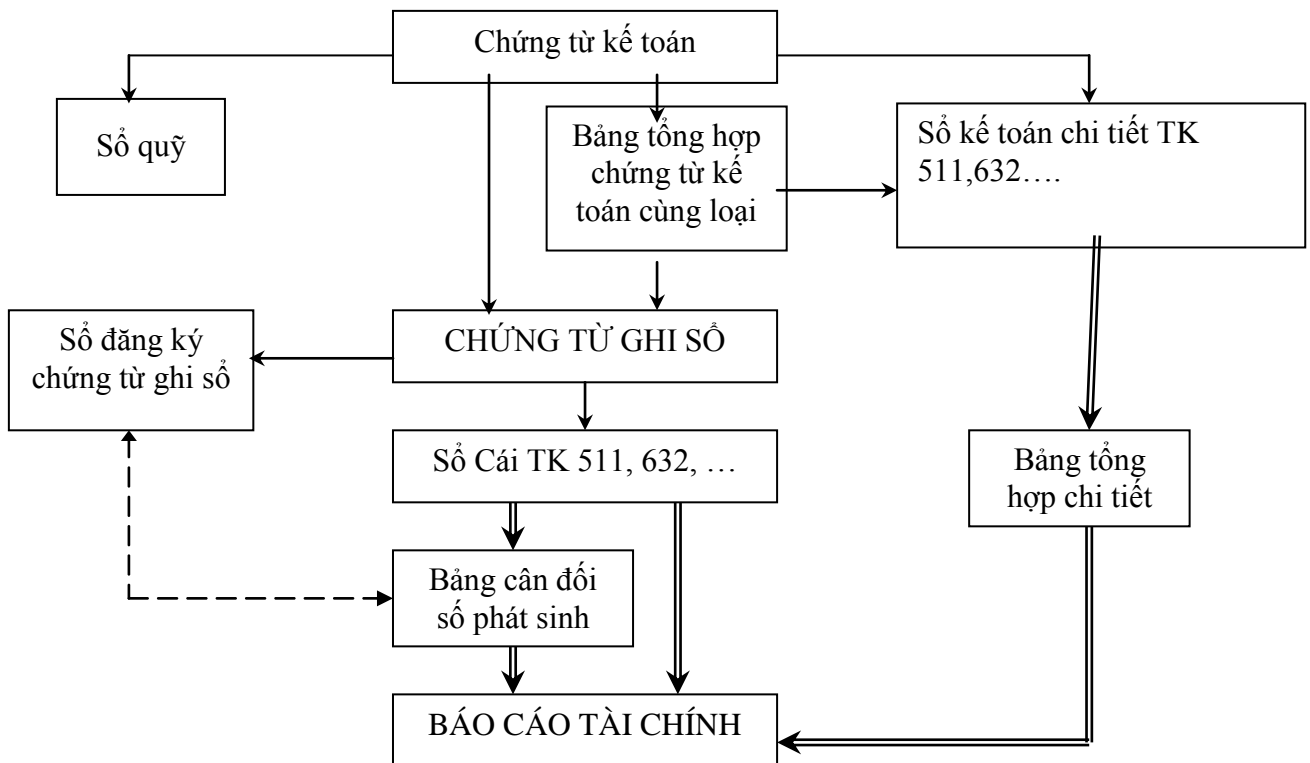 Chứng từ kế toán
Sổ quỹ
Bảng tổng hợp
chứng từ kế
toán cùng loại
Sổ kế toán chi tiết TK
511,632….
Sổ đăng ký
chứng từ ghi sổ
CHỨNG TỪ GHI SỔ
Sổ Cái TK 511, 632, …
Bảng tổng
hợp chi tiết
Bảng cân đối
số phát sinh
BÁO CÁO TÀI CHÍNH